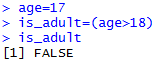 > age=17
> is_adult=(age>18)
> is_adult
[1] FALSE